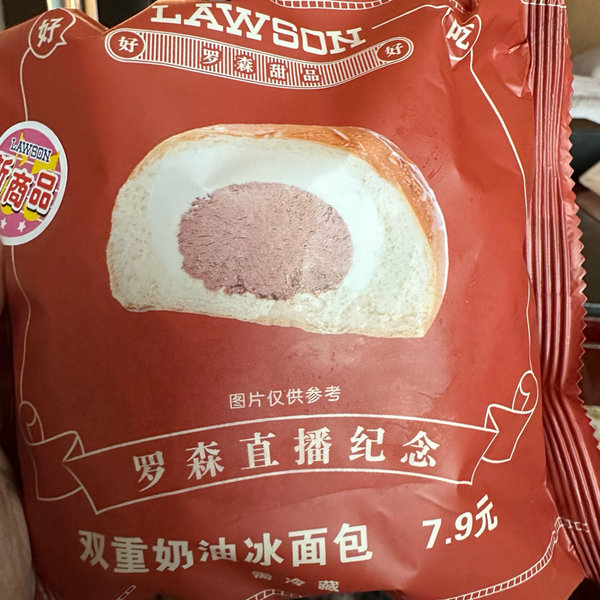 LAWSON
好 吃
好 罗森甜品 好
LAWSON
新商品
图片仅供参考
罗森直播纪念
双重奶油冰面包 7.9元
需冷藏